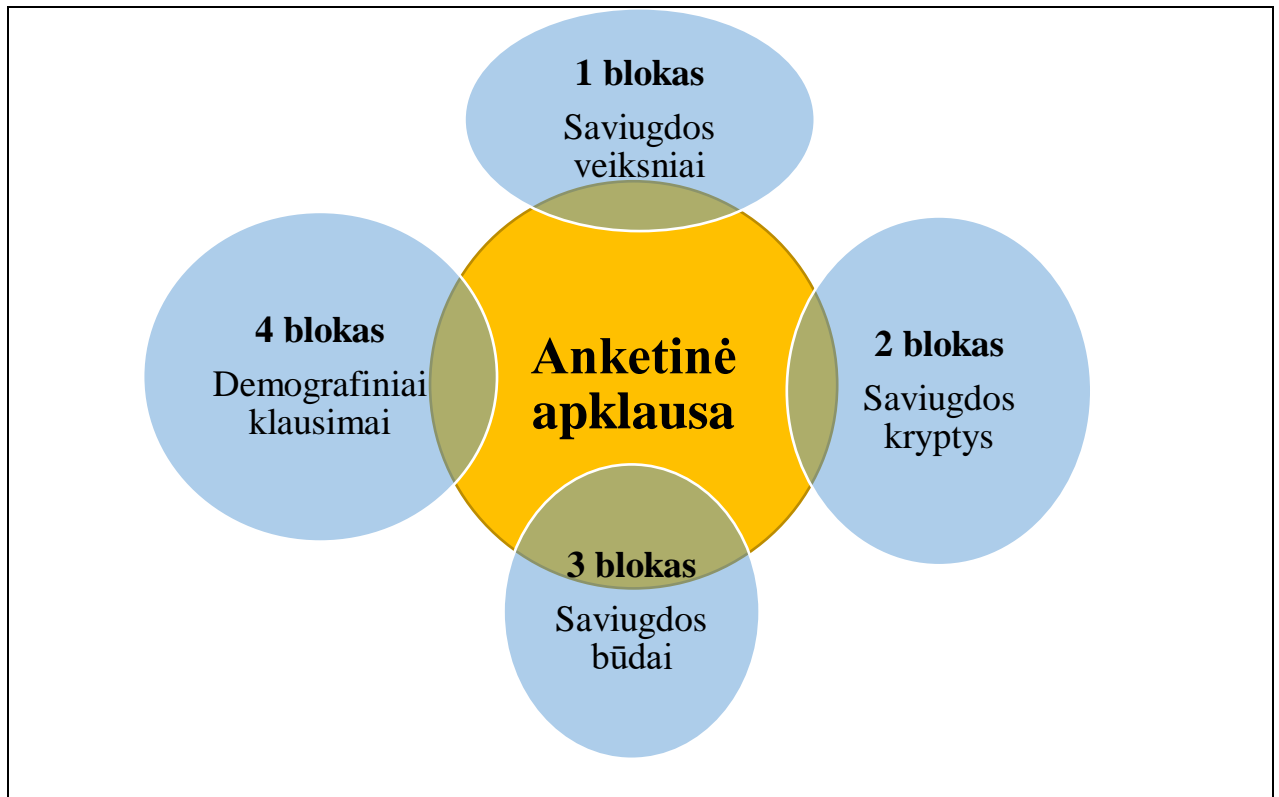 1 blokas
Saviugdos
veiksniai
4 blokas
Demografiniai
klausimai
Anketinė
apklausa
2 blokas
Saviugdos
kryptys
3 blokas
Saviugdos
būdai